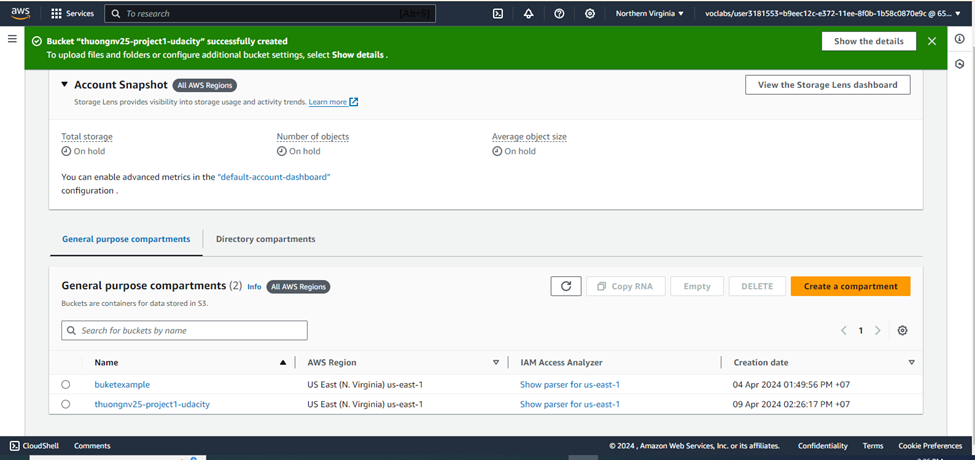 aws Services To research [Alt+S] Northern Virginia voclabs/user3181553=b9eec12c-e372-11ee-8f0b-1b58c0870e9c @ 65...
Bucket "thuongnv25-project1-udacity" successfully created
To upload files and folders or configure additional bucket settings, select Show details .
Show the details
Account Snapshot All AWS Regions
View the Storage Lens dashboard
Storage Lens provides visibility into storage usage and activity trends. Learn more
Total storage Number of objects Average object size
On hold On hold On hold
You can enable advanced metrics in the "default-account-dashboard"
configuration .
General purpose compartments Directory compartments
General purpose compartments (2) Info All AWS Regions
Copy RNA Empty DELETE Create a compartment
Buckets are containers for data stored in S3.
Search for buckets by name 1
Name AWS Region IAM Access Analyzer Creation date
buketexample US East (N. Virginia) us-east-1 Show parser for us-east-1 04 Apr 2024 01:49:56 PM +07
thuongnv25-project1-udacity US East (N. Virginia) us-east-1 Show parser for us-east-1 09 Apr 2024 02:26:17 PM +07
CloudShell Comments © 2024 , Amazon Web Services, Inc. or its affiliates. Confidentiality Terms Cookie Preferences